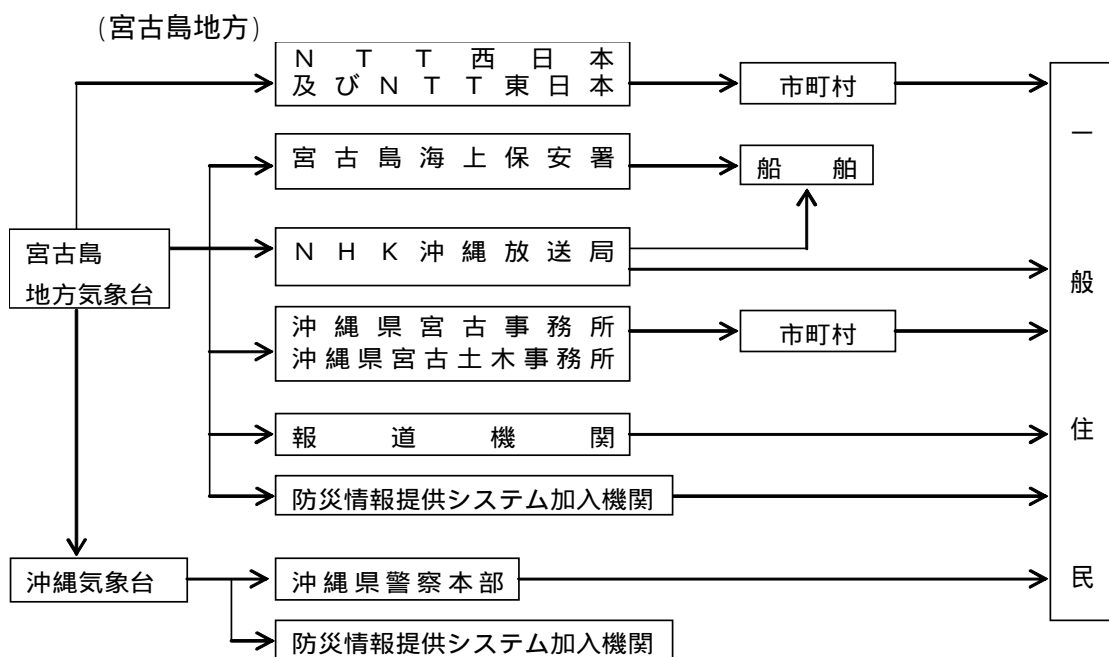 (宮古島地方)
NTT西日本
及びNTT東日本
市町村
宮古島海上保安署
船舶
宮古島
地方気象台
NHK沖縄放送局
沖縄県宮古事務所
沖縄県宮古土木事務所
市町村
報道機関
防災情報提供システム加入機関
沖縄気象台
沖縄県警察本部
防災情報提供システム加入機関
一般住民